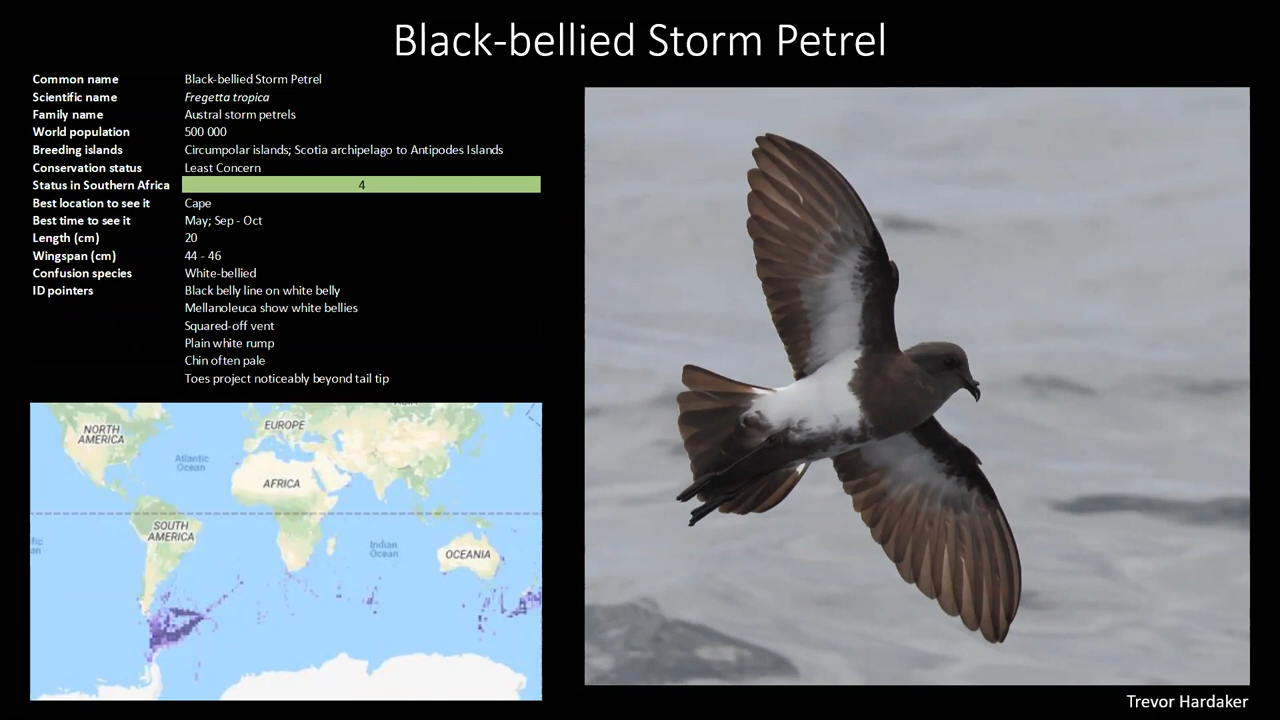 Black-bellied Storm Petrel
Common name Black-bellied Storm Petrel
Scientific name Fregetta tropica
Family name Austral storm petrels
World population 500 000
Breeding islands Circumpolar islands; Scotia archipelago to Antipodes Islands
Conservation status Least Concern
Status in Southern Africa 4
Best location to see it Cape
Best time to see it May; Sep - Oct
Length (cm) 20
Wingspan (cm) 44 - 46
Confusion species White-bellied
ID pointers Black belly line on white belly
Mellanoleuca show white bellies
Squared-off vent
Plain white rump
Chin often pale
Toes project noticeably beyond tail tip
NORTH
AMERICA
EUROPE
Atlantic
Ocean
AFRICA
SOUTH
AMERICA
Indian
Ocean
OCEANIA
Trevor Hardaker